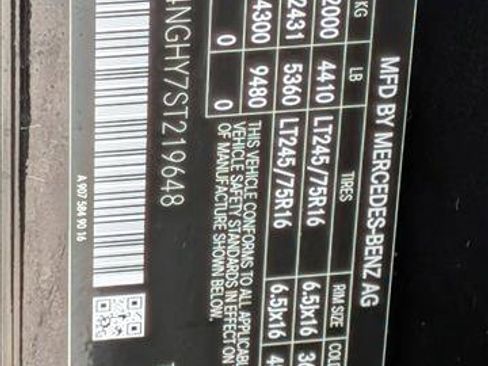 MFD BY MERCEDES-BENZ AG
KG LB TIRES RIM SIZE COLD
2000 4410 LT245/75R16 6.5Jx16
2431 5360 LT245/75R16 6.5Jx16
4300 9480 THIS VEHICLE CONFORMS TO ALL
VEHICLE SAFETY STANDARDS IN EFFECT ON
0 0 OF MANUFACTURE SHOWN BELOW.
NGHY7ST219648
A 907 584 90 16